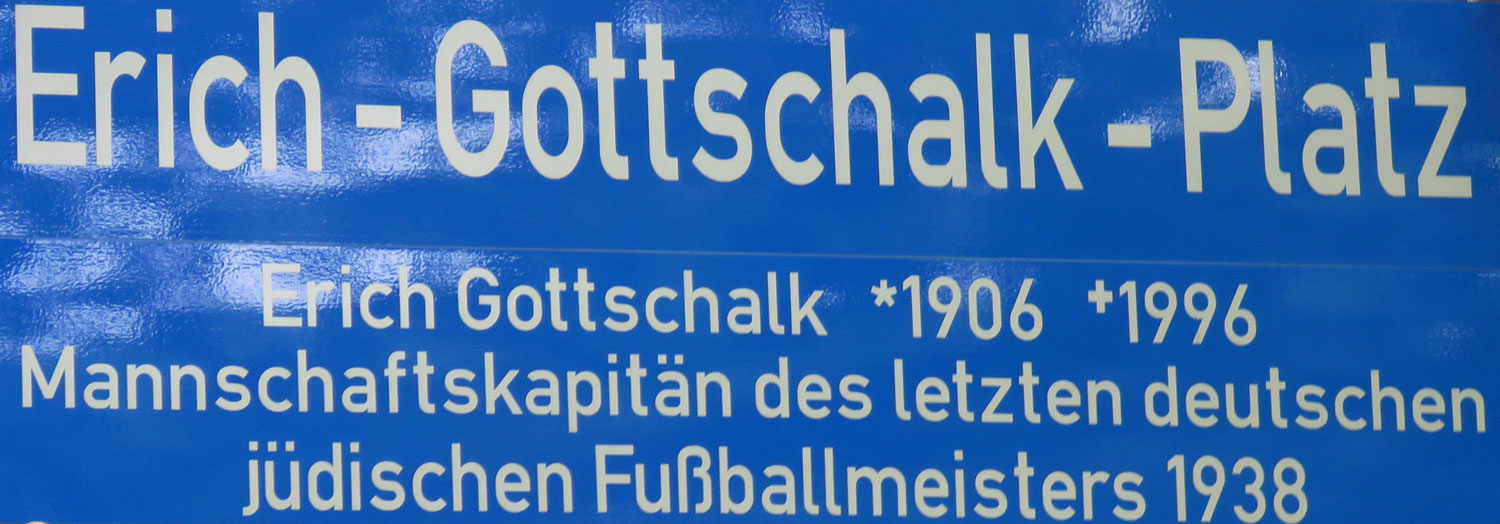 Erich-Gottschalk-Platz
Erich Gottschalk *1906 †1996
Mannschaftskapitän des letzten deutschen
jüdischen Fußballmeisters 1938